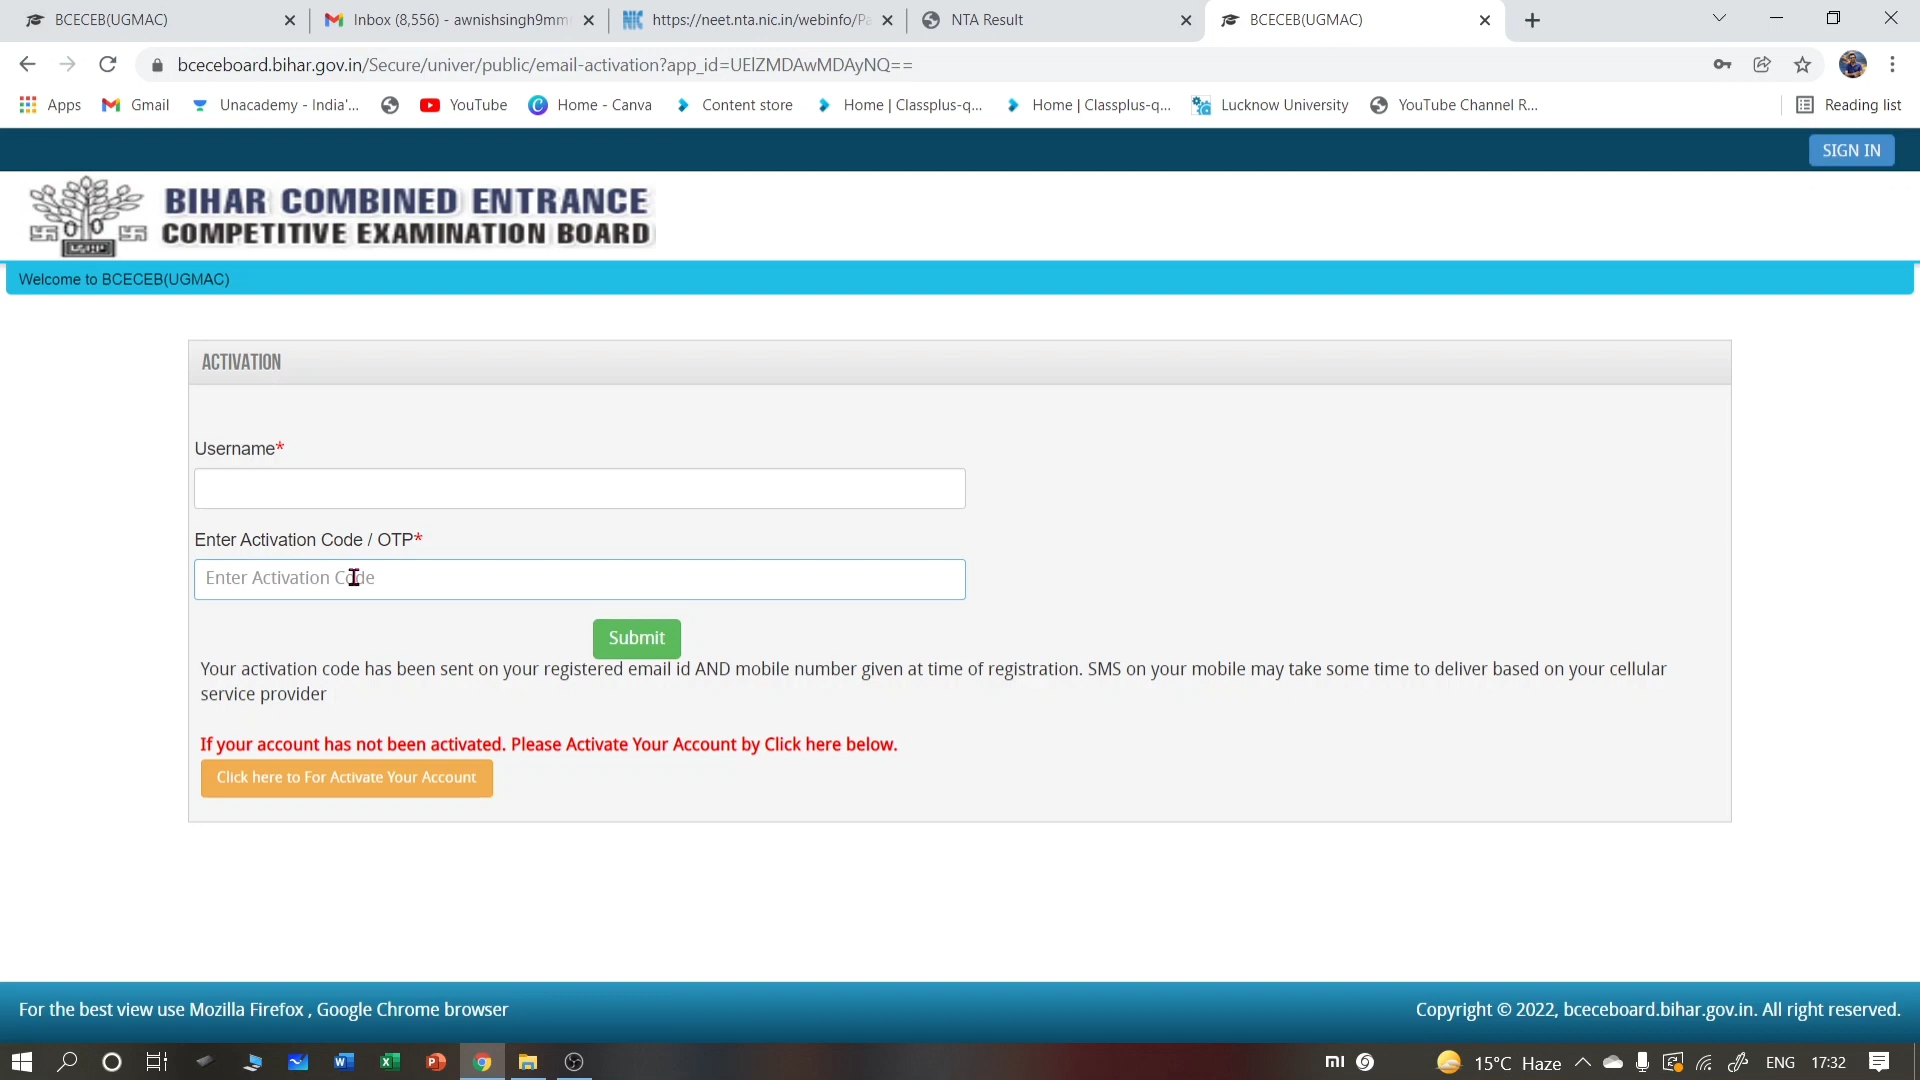 BCECEB(UGMAC)
Inbox (8,556) - awnishsingh9mm
https://neet.nta.nic.in/webinfo/Pa
NTA Result
BCECEB(UGMAC)
bceceboard.bihar.gov.in/Secure/univer/public/email-activation?app_id=UElZMDAwMDAyNQ==
Apps
Gmail
Unacademy - India'...
YouTube
Home - Canva
Content store
Home | Classplus-q...
Home | Classplus-q...
Lucknow University
YouTube Channel R...
Reading list
SIGN IN
BIHAR COMBINED ENTRANCE
COMPETITIVE EXAMINATION BOARD
Welcome to BCECEB(UGMAC)
ACTIVATION
Username*
Enter Activation Code / OTP*
Enter Activation Code
Submit
Your activation code has been sent on your registered email id AND mobile number given at time of registration. SMS on your mobile may take some time to deliver based on your cellular
service provider
If your account has not been activated. Please Activate Your Account by Click here below.
Click here to For Activate Your Account
For the best view use Mozilla Firefox , Google Chrome browser
Copyright © 2022, bceceboard.bihar.gov.in. All right reserved.
15°C Haze
ENG
17:32